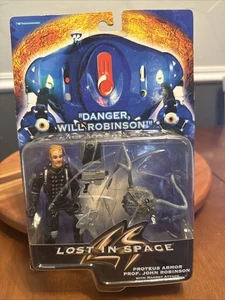 "DANGER,
WILL ROBINSON!"
LOST IN SPACE
PROTEUS ARMOR
PROF. JOHN ROBINSON